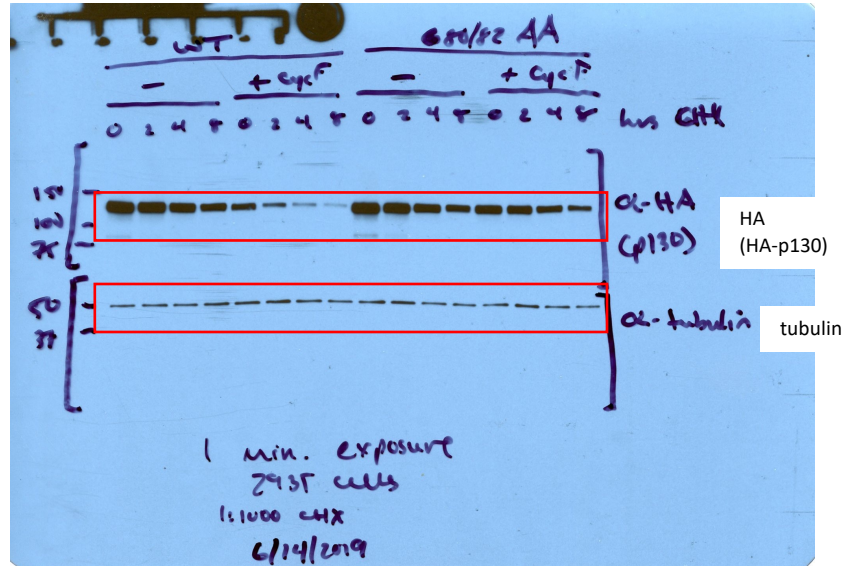 WT 680/82 AA
- + CycF - + CycF
0 2 4 8 0 2 4 8 0 2 4 8 0 2 4 8 hrs CHX
150
100
75
α-HA
(p130)
HA
(HA-p130)
50
37
α-tubulin
tubulin
1 min. exposure
293T cells
1:1000 CHX
6/14/2019